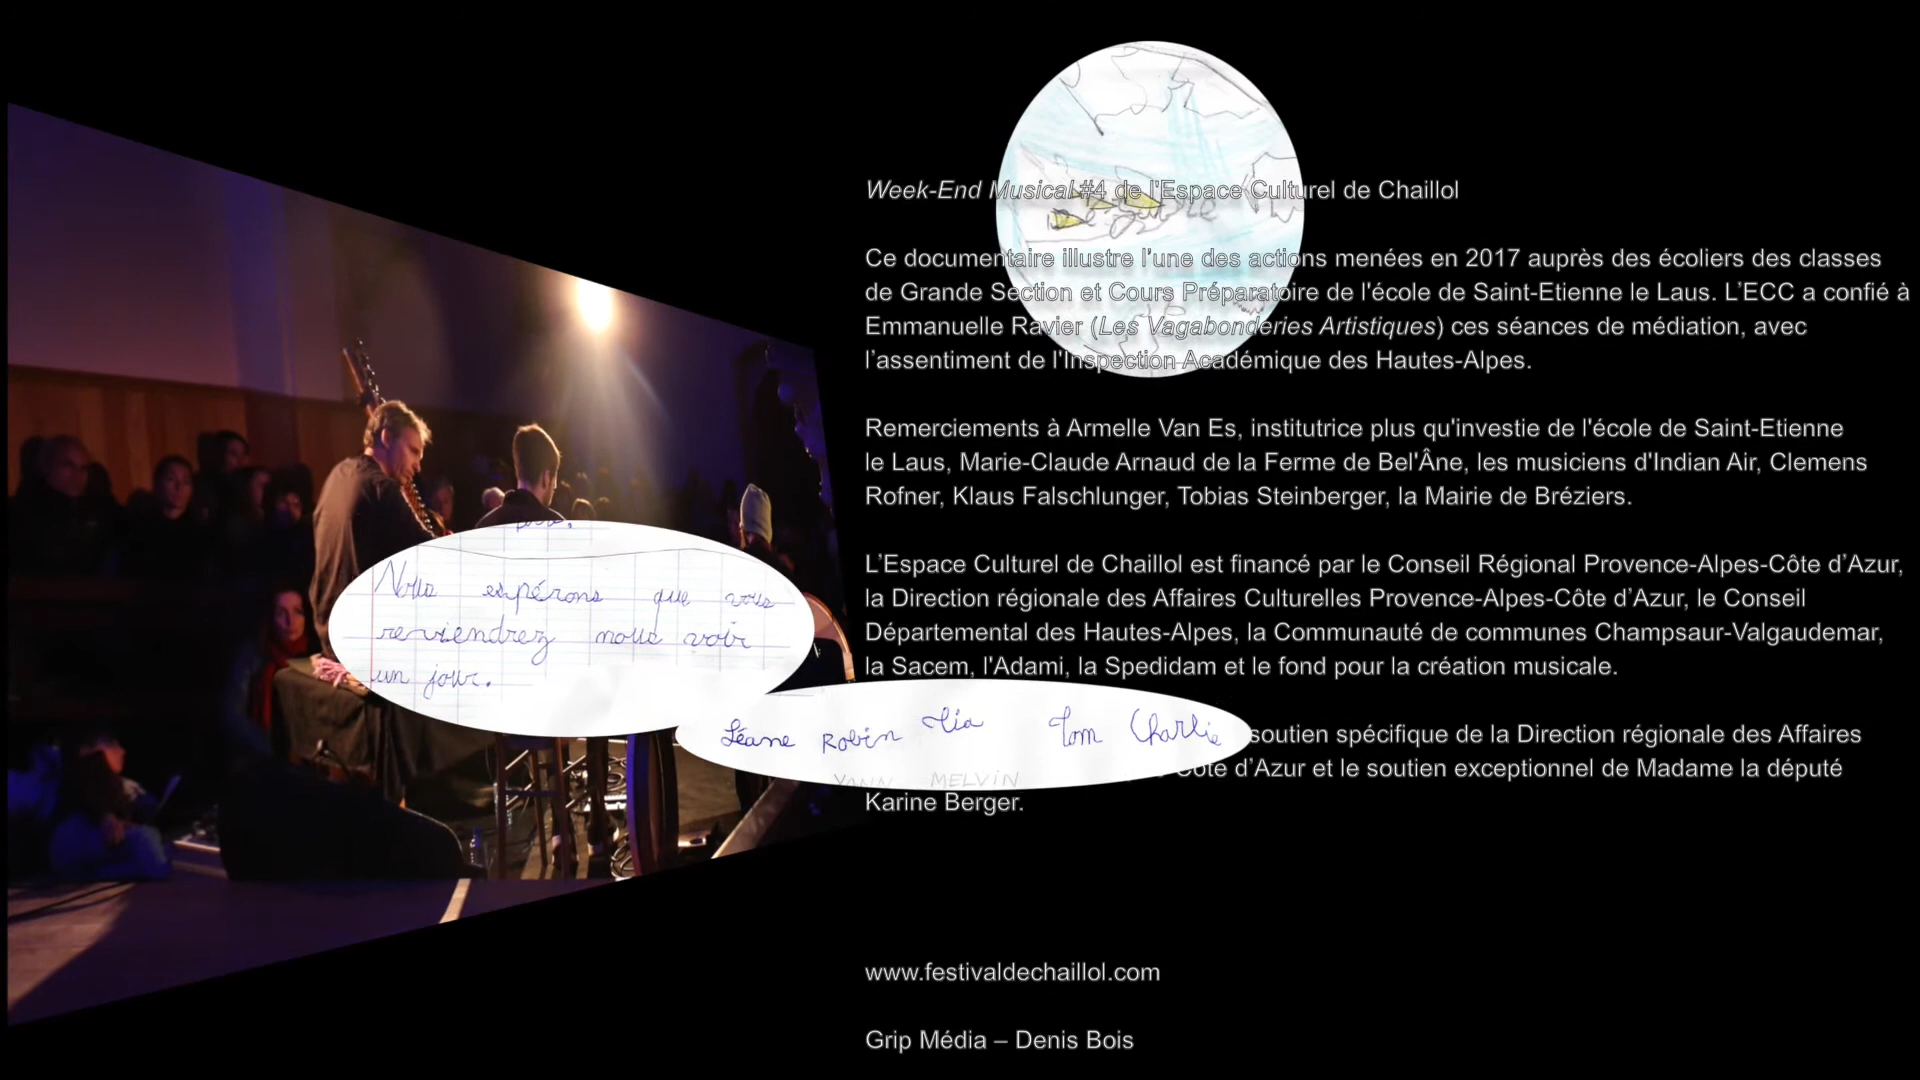 Week-End Musical #4 de l'Espace Culturel de Chaillol
Ce documentaire illustre l'une des actions menées en 2017 auprès des écoliers des classes
de Grande Section et Cours Préparatoire de l'école de Saint-Etienne le Laus. L'ECC a confié à
Emmanuelle Ravier (Les Vagabonderies Artistiques) ces séances de médiation, avec
l'assentiment de l'Inspection Académique des Hautes-Alpes.
Remerciements à Armelle Van Es, institutrice plus qu'investie de l'école de Saint-Etienne
le Laus, Marie-Claude Arnaud de la Ferme de Bel'Âne, les musiciens d'Indian Air, Clemens
Rofner, Klaus Falschlunger, Tobias Steinberger, la Mairie de Bréziers.
L'Espace Culturel de Chaillol est financé par le Conseil Régional Provence-Alpes-Côte d'Azur,
la Direction régionale des Affaires Culturelles Provence-Alpes-Côte d'Azur, le Conseil
Départemental des Hautes-Alpes, la Communauté de communes Champsaur-Valgaudemar,
la Sacem, l'Adami, la Spedidam et le fond pour la création musicale.
soutien spécifique de la Direction régionale des Affaires
Côte d'Azur et le soutien exceptionnel de Madame la député
Karine Berger.
www.festivaldechaillol.com
Grip Média – Denis Bois
Nous espérons que vous
reviendrez nous voir
un jour.
Léane Robin Tia Tom Charlie
YANN MELVIN